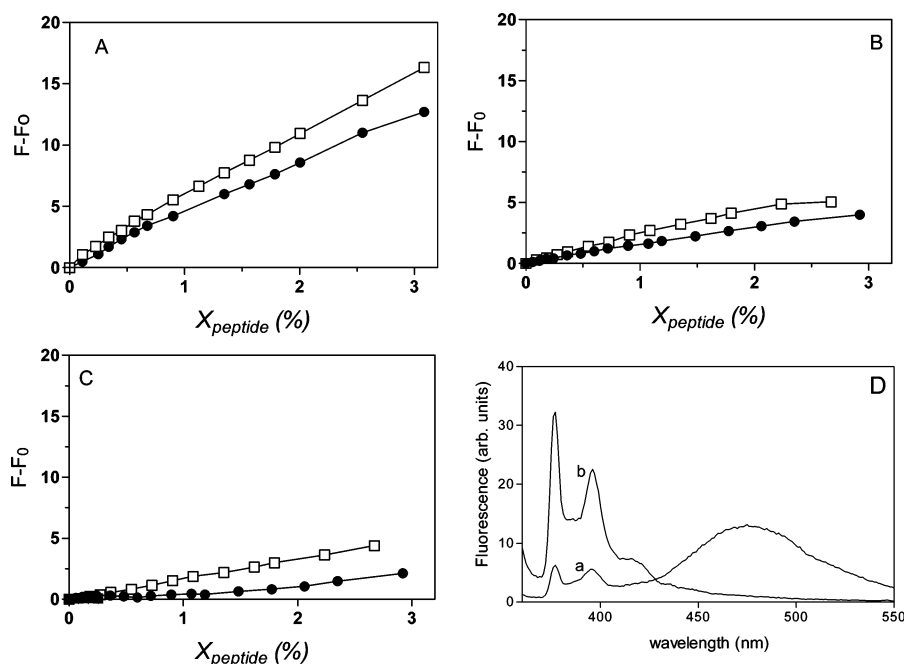 A
F-Fo
20
15
10
5
0
0 1 2 3
Xpeptide (%)
B
F-F0
20
15
10
5
0
0 1 2 3
Xpeptide (%)
C
F-F0
20
15
10
5
0
0 1 2 3
Xpeptide (%)
D
Fluorescence (arb. units)
40
30
20
10
0
b
a
400 450 500 550
wavelength (nm)